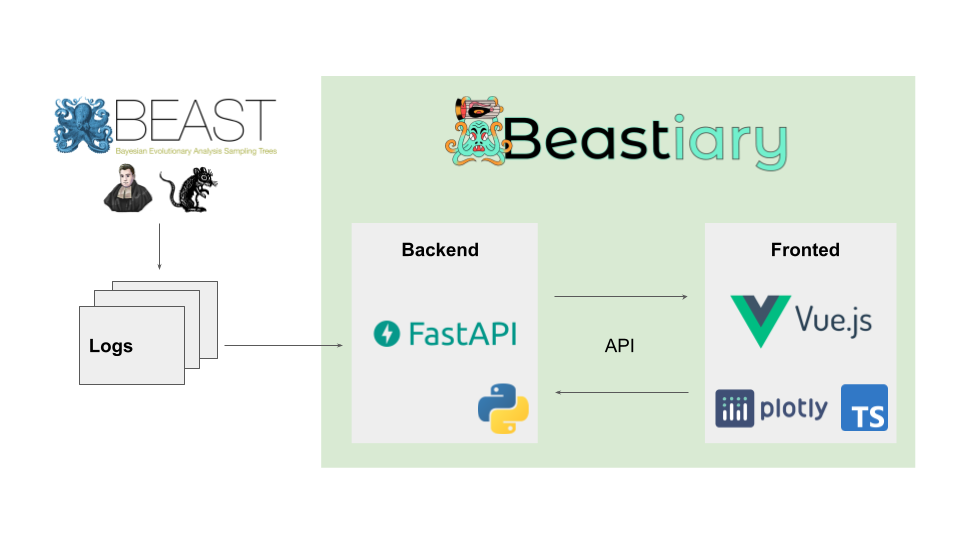 BEAST
Bayesian Evolutionary Analysis Sampling Trees
Beastiary
Logs
Backend
FastAPI
API
Fronted
Vue.js
plotly
TS